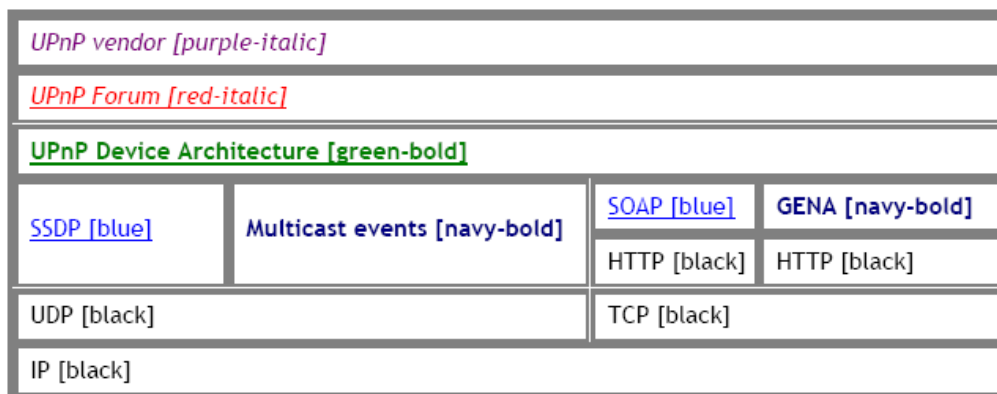 UPnP vendor [purple-italic]
UPnP Forum [red-italic]
UPnP Device Architecture [green-bold]
SSDP [blue]
Multicast events [navy-bold]
SOAP [blue]
GENA [navy-bold]
HTTP [black]
HTTP [black]
UDP [black]
TCP [black]
IP [black]